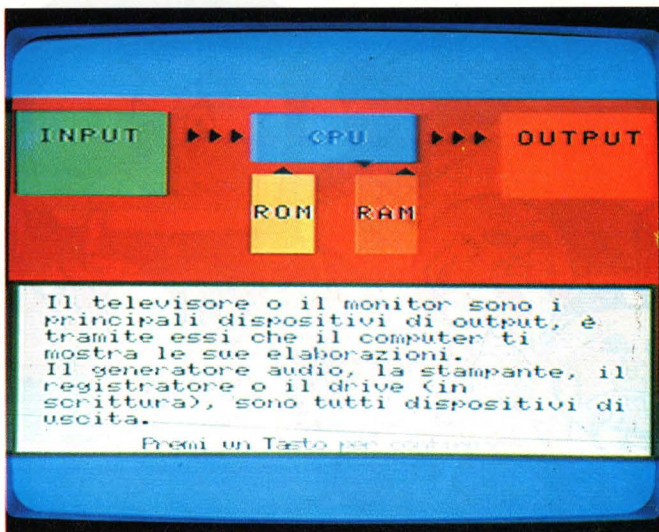 INPUT ▶▶▶ CPU ▶▶▶ OUTPUT
ROM RAM
Il televisore o il monitor sono i
principali dispositivi di output, è
tramite essi che il computer ti
mostra le sue elaborazioni.
Il generatore audio, la stampante, il
registratore o il drive (in
scrittura), sono tutti dispositivi di
uscita.
Premi un Tasto per